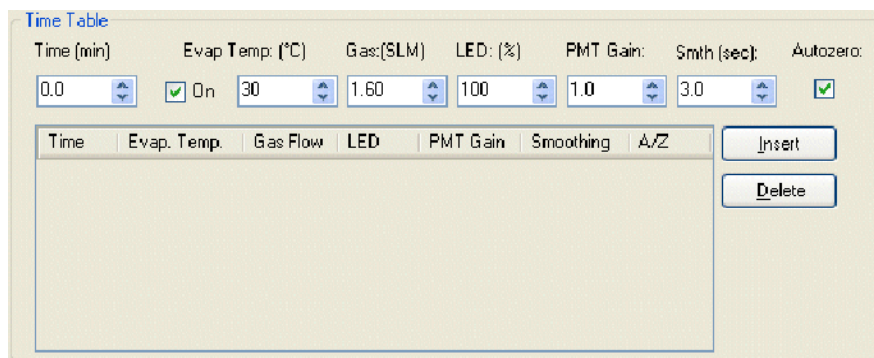 Time Table
Time (min) Evap Temp: (°C) Gas:(SLM) LED: (%) PMT Gain: Smth (sec): Autozero:
0.0 On 30 1.60 100 1.0 3.0
Time Evap. Temp. Gas Flow LED PMT Gain Smoothing A/Z Insert
Delete